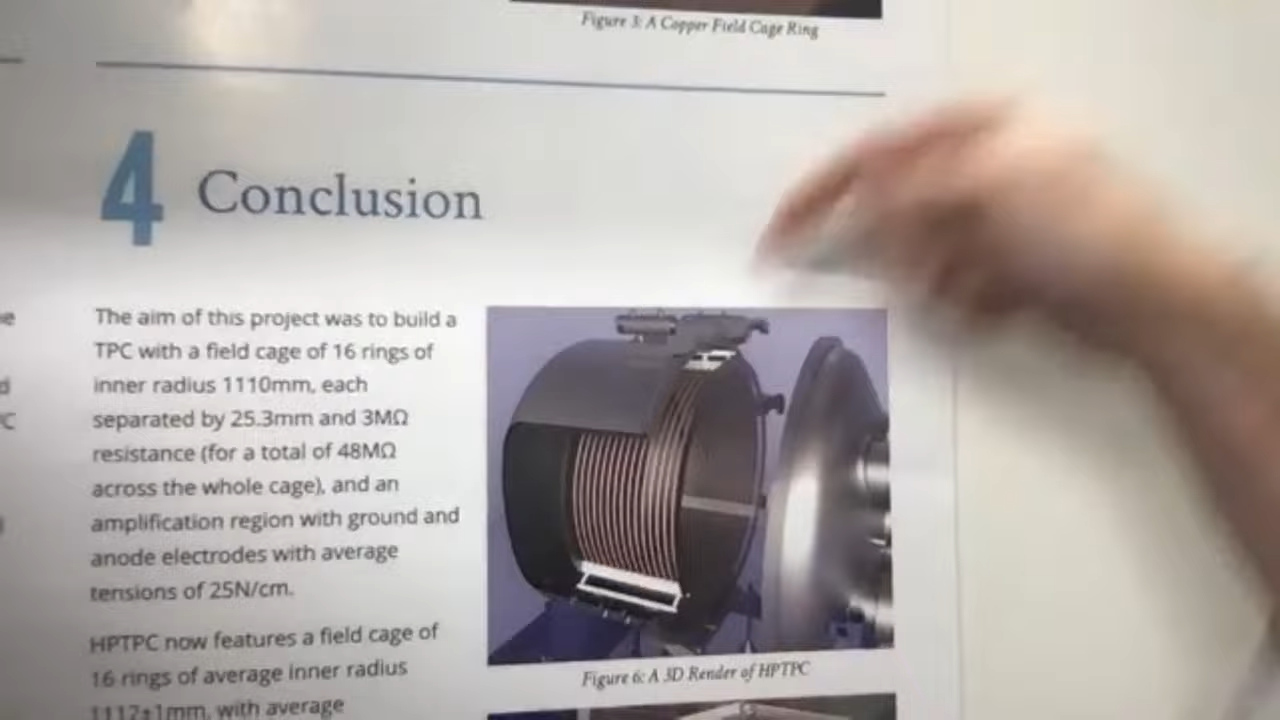 Figure 3: A Copper Field Cage Ring
4 Conclusion
The aim of this project was to build a
TPC with a field cage of 16 rings of
inner radius 1110mm, each
separated by 25.3mm and 3MΩ
resistance (for a total of 48MΩ
across the whole cage), and an
amplification region with ground and
anode electrodes with average
tensions of 25N/cm.
HPTPC now features a field cage of
16 rings of average inner radius
1112±1mm, with average
Figure 6: A 3D Render of HPTPC